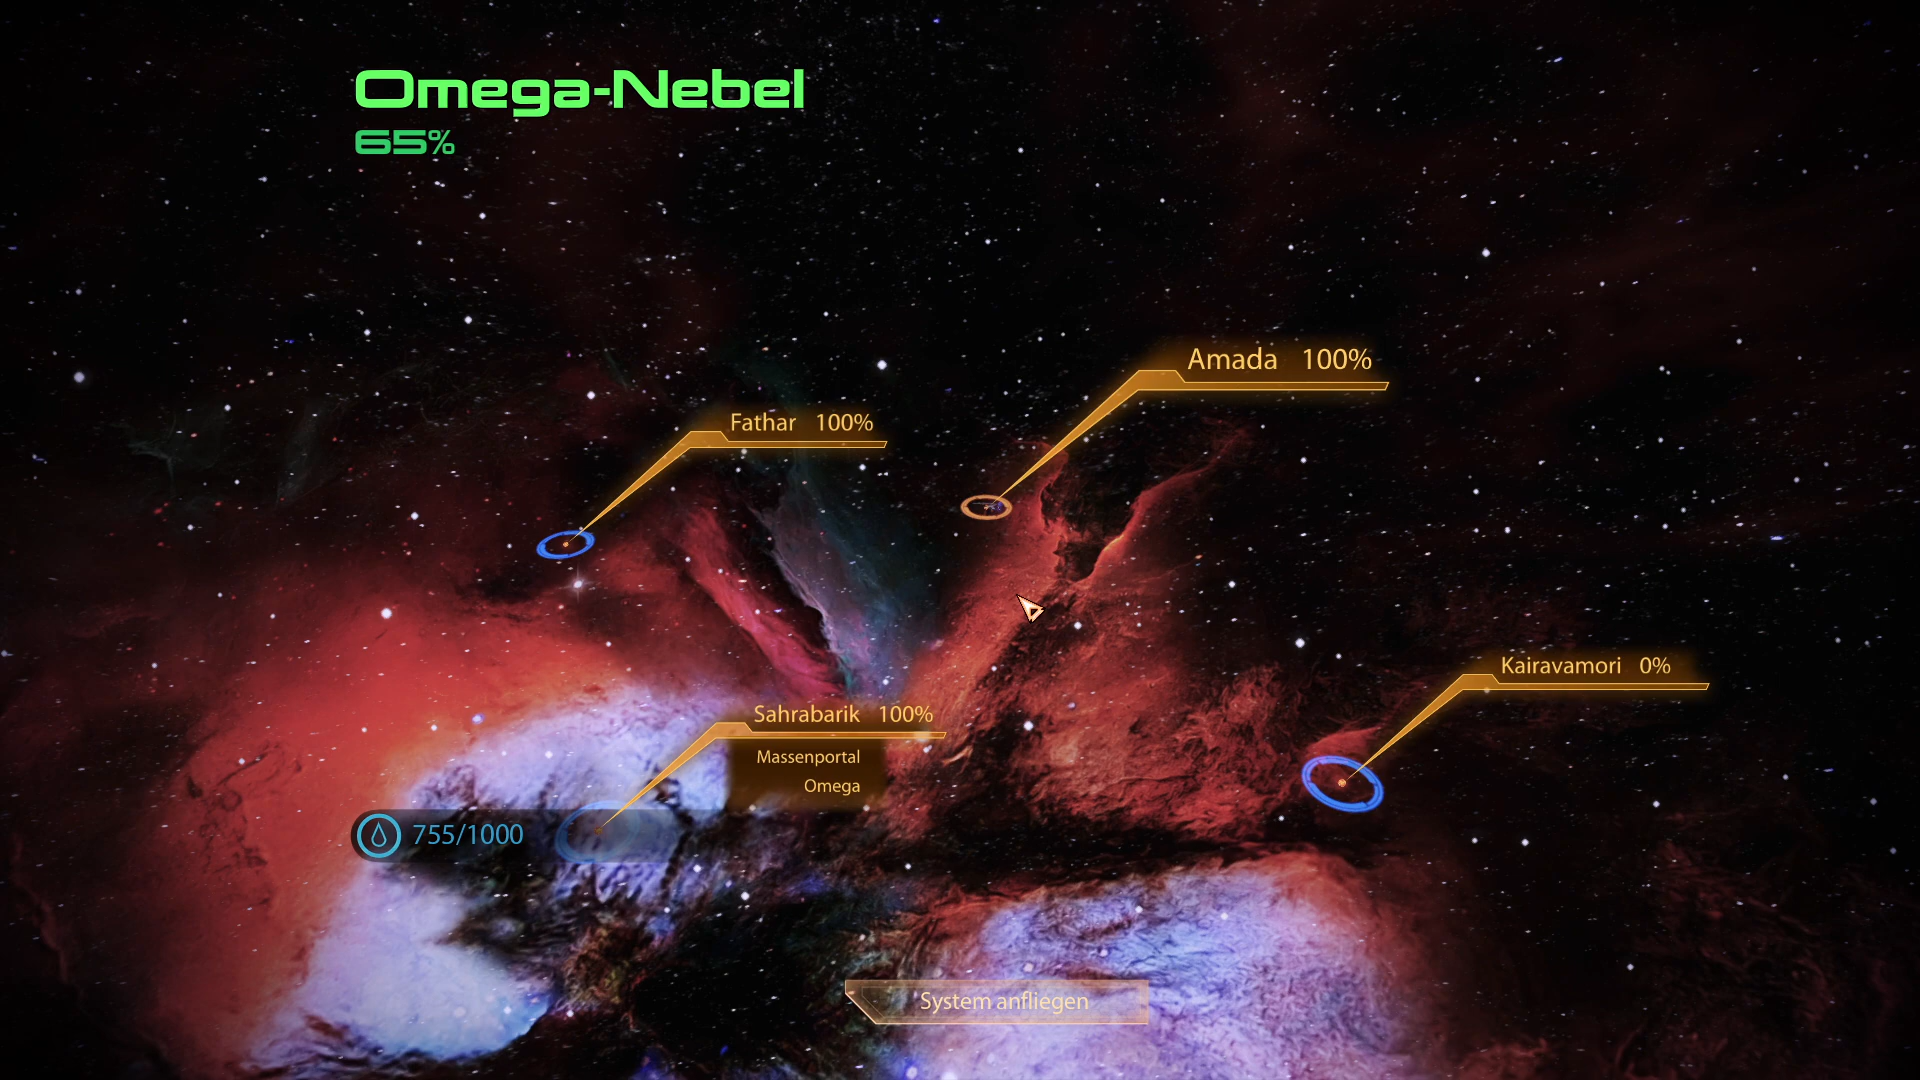 Omega-Nebel
65%
Amada 100%
Fathar 100%
Kairavamori 0%
Sahrabarik 100%
Massenportal
Omega
755/1000
System anfliegen